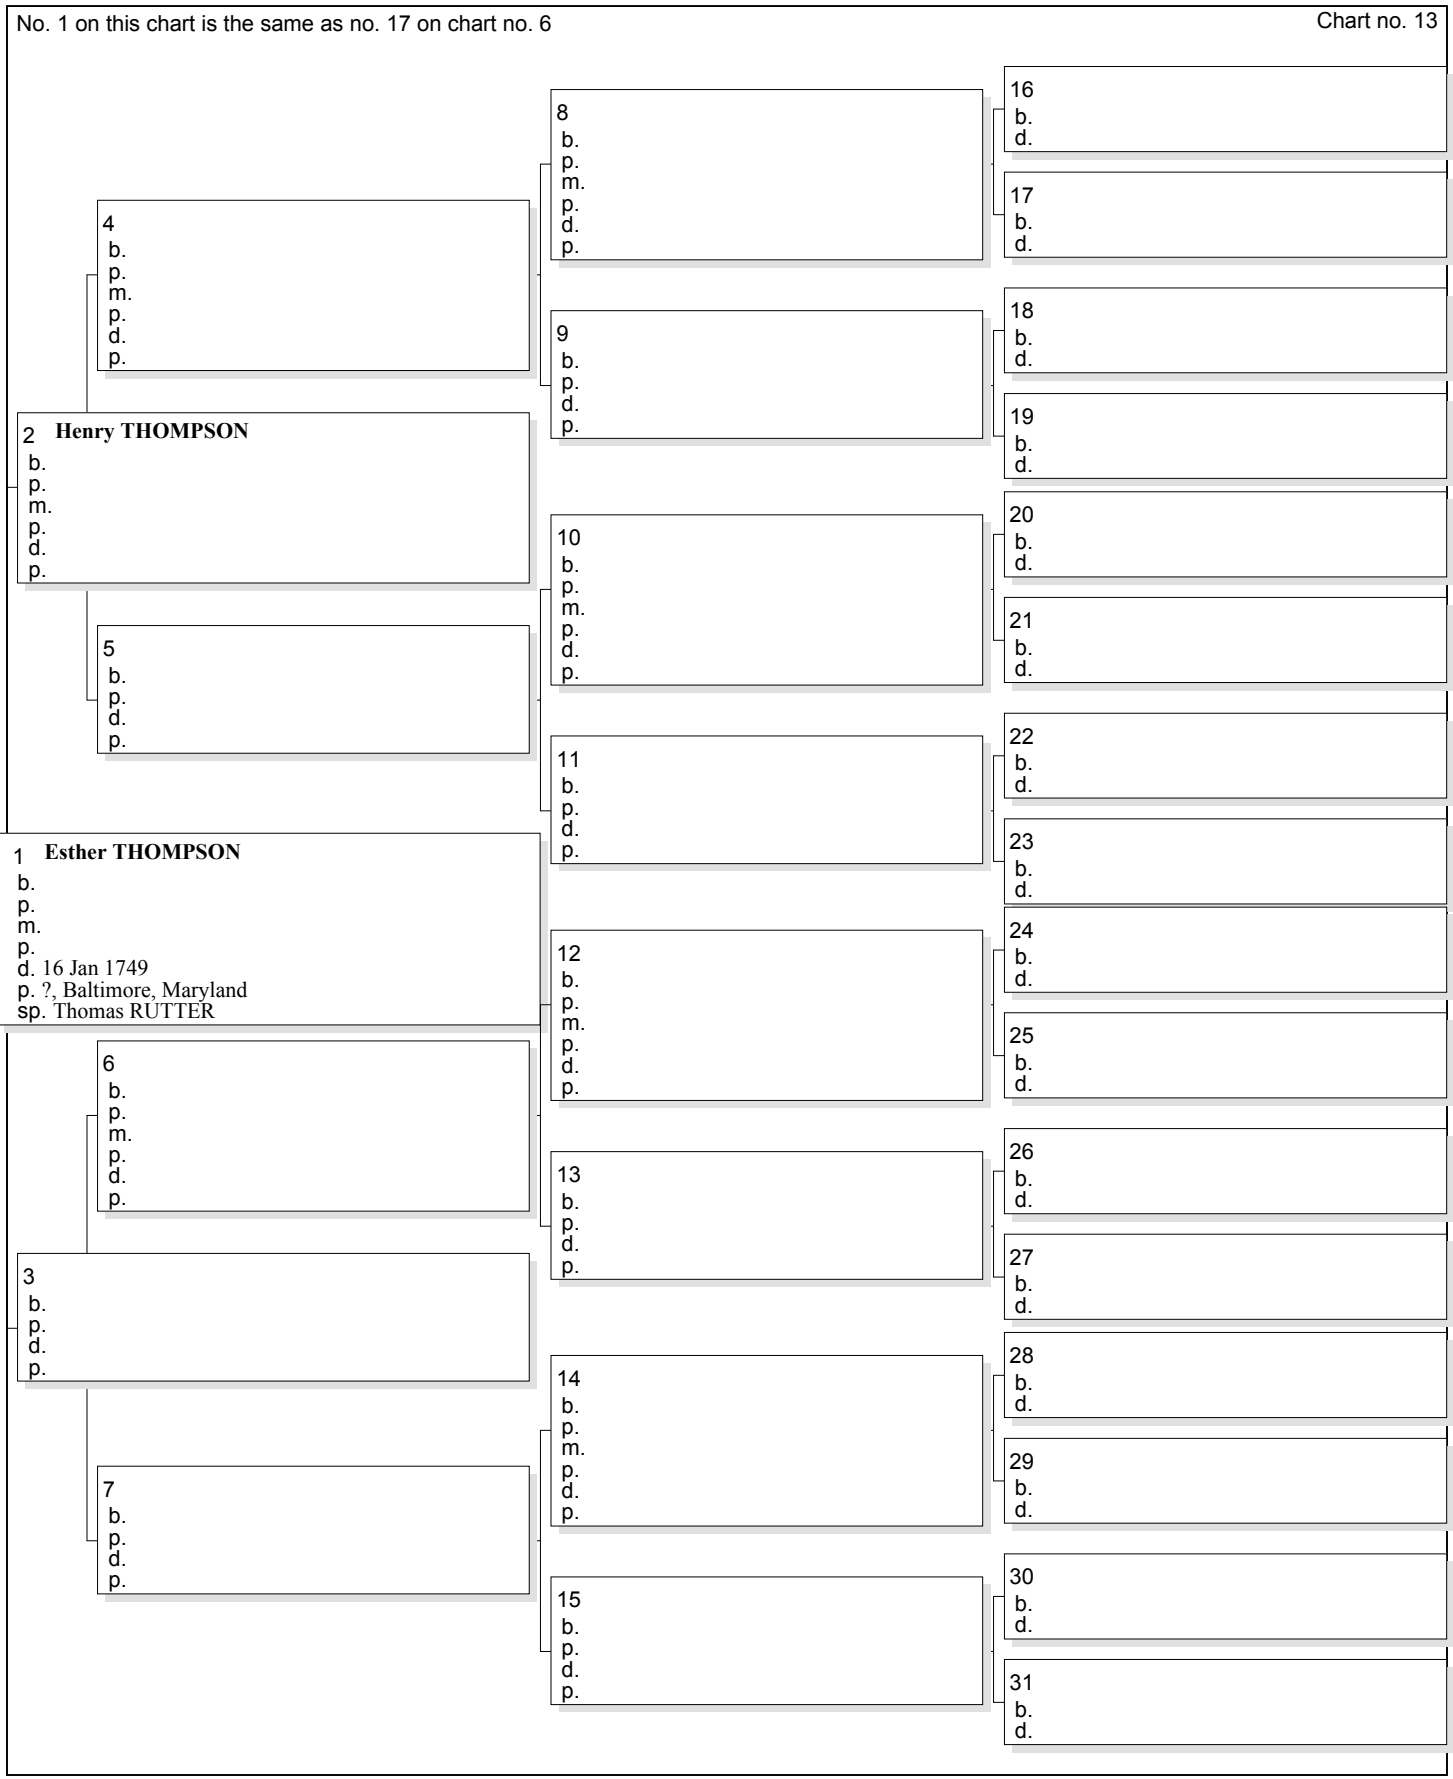 No. 1 on this chart is the same as no. 17 on chart no. 6
Chart no. 13
16
b.
d.
8
b.
p.
m.
p.
d.
p.
17
b.
d.
4
b.
p.
m.
p.
d.
p.
18
b.
d.
9
b.
p.
d.
p.
19
b.
d.
2 Henry THOMPSON
b.
p.
m.
p.
d.
p.
20
b.
d.
10
b.
p.
m.
p.
d.
p.
21
b.
d.
5
b.
p.
d.
p.
22
b.
d.
11
b.
p.
d.
p.
23
b.
d.
1 Esther THOMPSON
b.
p.
m.
p.
d. 16 Jan 1749
p. ?, Baltimore, Maryland
sp. Thomas RUTTER
24
b.
d.
12
b.
p.
m.
p.
d.
p.
25
b.
d.
6
b.
p.
m.
p.
d.
p.
26
b.
d.
13
b.
p.
d.
p.
27
b.
d.
3
b.
p.
d.
p.
28
b.
d.
14
b.
p.
m.
p.
d.
p.
29
b.
d.
7
b.
p.
d.
p.
30
b.
d.
15
b.
p.
d.
p.
31
b.
d.